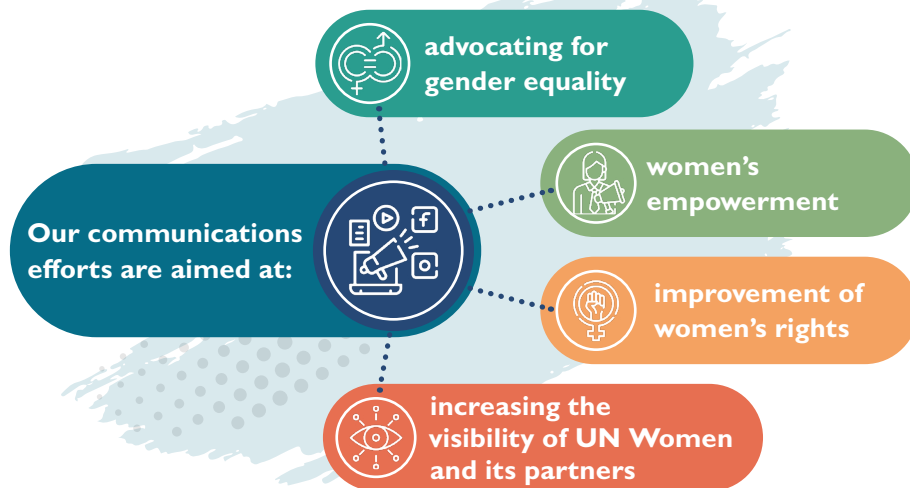 Our communications
efforts are aimed at:
advocating for
gender equality
women’s
empowerment
improvement of
women’s rights
increasing the
visibility of UN Women
and its partners